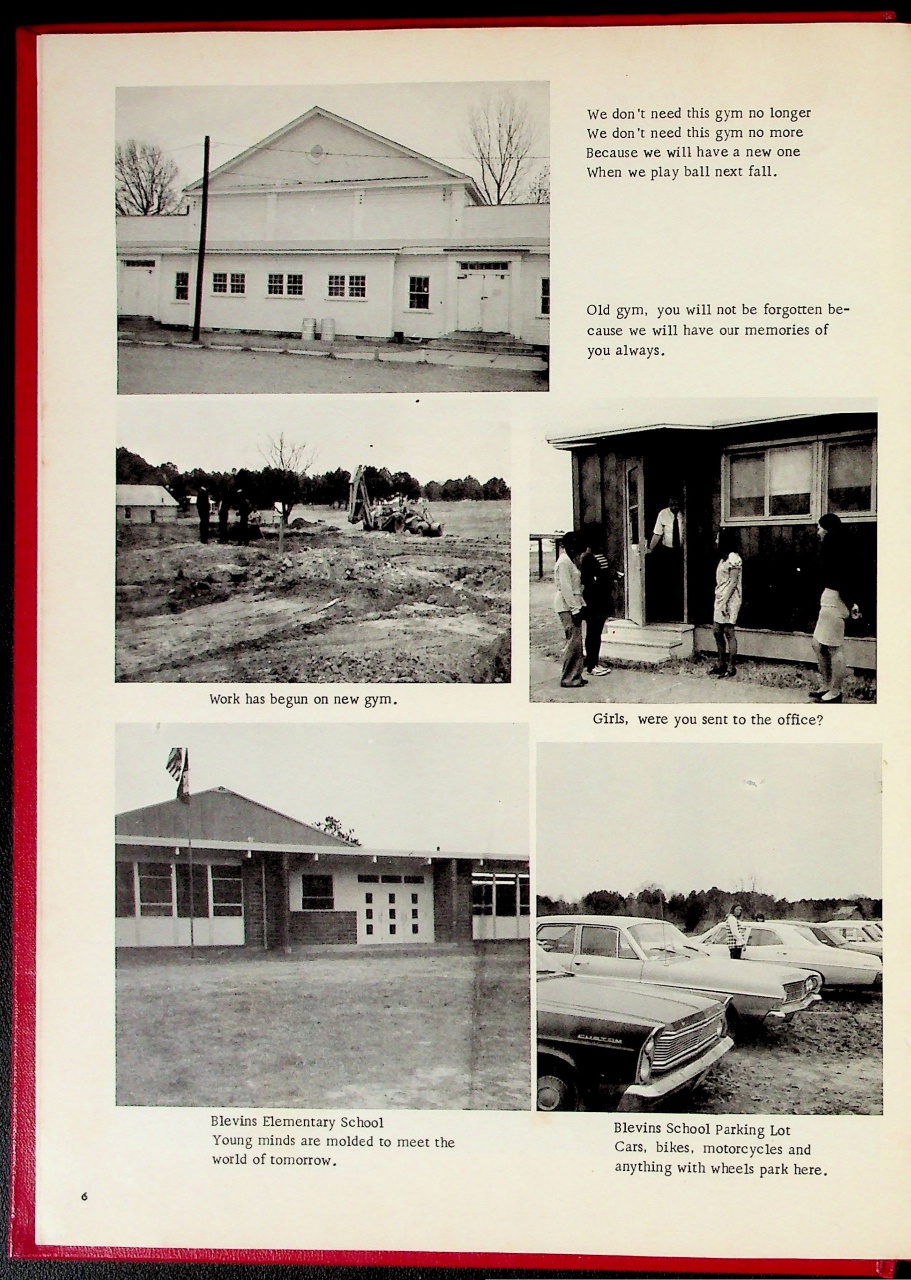 We don't need this gym no longer
We don't need this gym no more
Because we will have a new one
When we play ball next fall.
Old gym, you will not be forgotten be-
cause we will have our memories of
you always.
Work has begun on new gym.
Girls, were you sent to the office?
CUSTOM
Blevins Elementary School
Young minds are molded to meet the
world of tomorrow.
Blevins School Parking Lot
Cars, bikes, motorcycles and
anything with wheels park here.
6